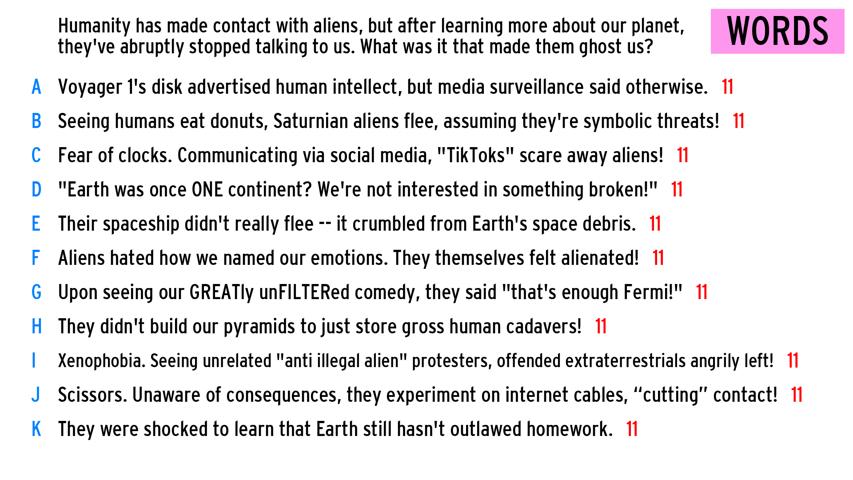 Humanity has made contact with aliens, but after learning more about our planet,
they've abruptly stopped talking to us. What was it that made them ghost us?
WORDS
A Voyager 1's disk advertised human intellect, but media surveillance said otherwise. 11
B Seeing humans eat donuts, Saturnian aliens flee, assuming they're symbolic threats! 11
C Fear of clocks. Communicating via social media, "TikToks" scare away aliens! 11
D "Earth was once ONE continent? We're not interested in something broken!" 11
E Their spaceship didn't really flee -- it crumbled from Earth's space debris. 11
F Aliens hated how we named our emotions. They themselves felt alienated! 11
G Upon seeing our GREATly unFILTERed comedy, they said "that's enough Fermi!" 11
H They didn't build our pyramids to just store gross human cadavers! 11
I Xenophobia. Seeing unrelated "anti illegal alien" protesters, offended extraterrestrials angrily left! 11
J Scissors. Unaware of consequences, they experiment on internet cables, “cutting” contact! 11
K They were shocked to learn that Earth still hasn't outlawed homework. 11